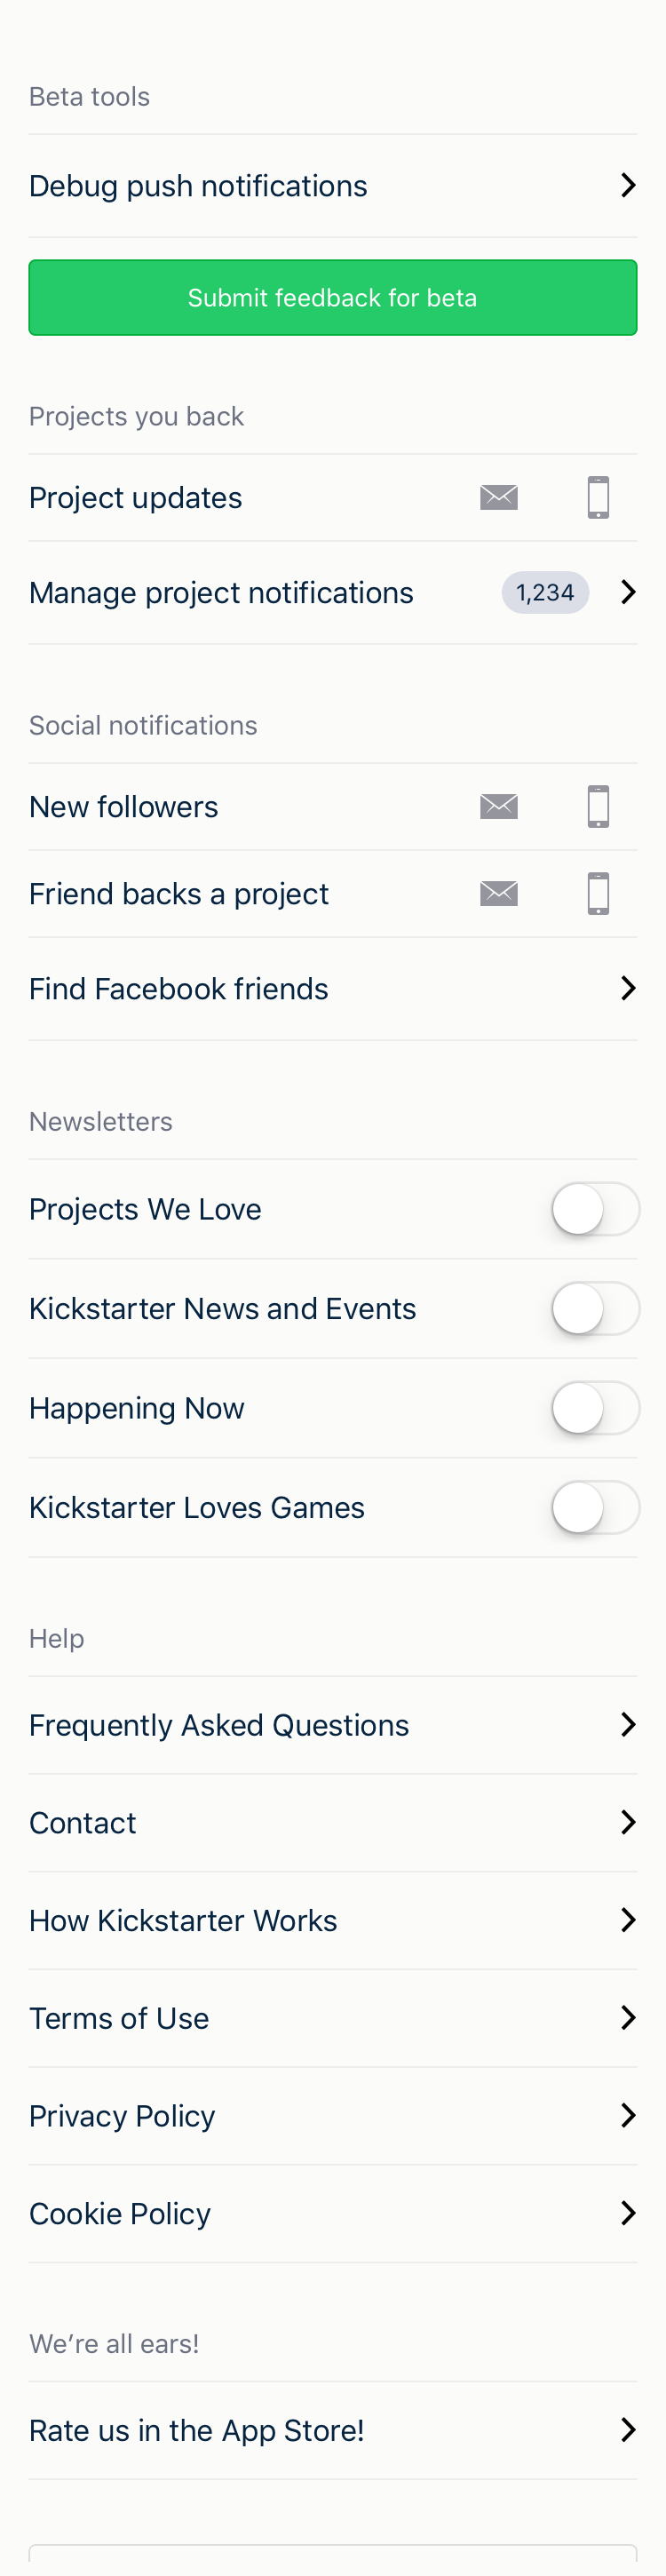 Beta tools
Debug push notifications
Submit feedback for beta
Projects you back
Project updates
Manage project notifications 1,234
Social notifications
New followers
Friend backs a project
Find Facebook friends
Newsletters
Projects We Love
Kickstarter News and Events
Happening Now
Kickstarter Loves Games
Help
Frequently Asked Questions
Contact
How Kickstarter Works
Terms of Use
Privacy Policy
Cookie Policy
We’re all ears!
Rate us in the App Store!